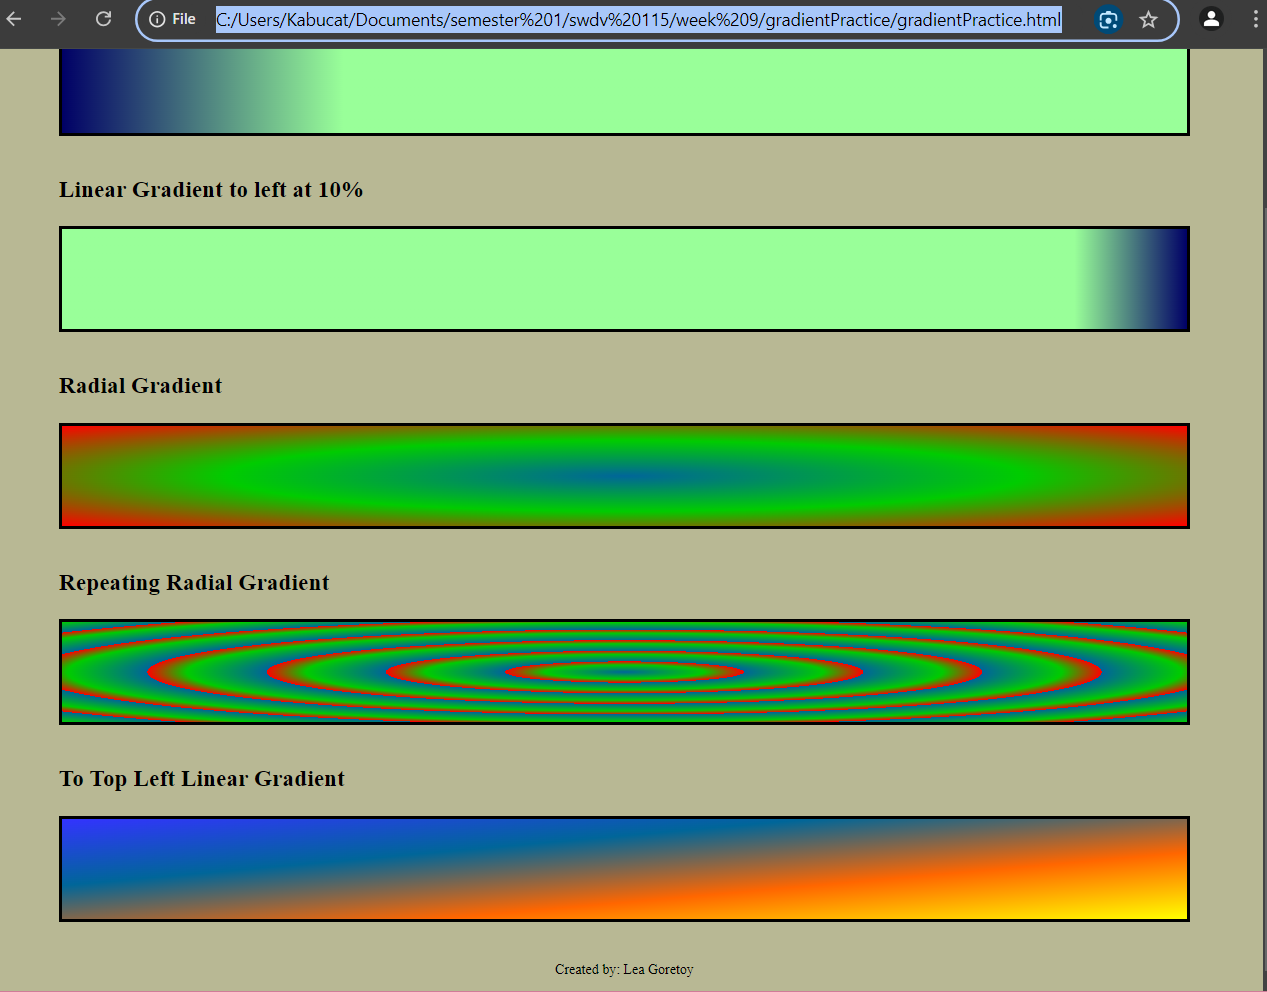 File C:/Users/Kabucat/Documents/semester%201/swdv%20115/week%209/gradientPractice/gradientPractice.html
Linear Gradient to left at 10%
Radial Gradient
Repeating Radial Gradient
To Top Left Linear Gradient
Created by: Lea Goretoy